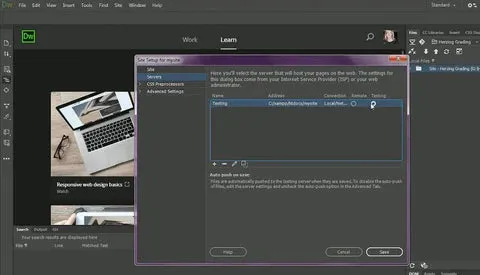 Dw File Edit View Insert Tools Find Site Window Help
Standard
Dw
Work Learn
Files CC Libraries Insert CSS Designer
Herzing Grading
Local Files
Site - Herzing Grading
Site Setup for mysite
Site
Servers
CSS Preprocessors
Advanced Settings
Here you'll select the server that will host your pages on the web. The settings for
this dialog box come from your Internet Service Provider (ISP) or your web
administrator.
Name Address Connection Remote Testing
Testing C:/xampp/htdocs/mysite Local/Net...
Auto push on save:
Files are automatically pushed to the testing server when they are saved. To disable the auto-push
of files, edit the server settings and uncheck the auto-push option in the Advanced Tab.
Help Cancel Save
Responsive web design basics
Watch
Search Output
Your search results are displayed here
File Line Matched Text